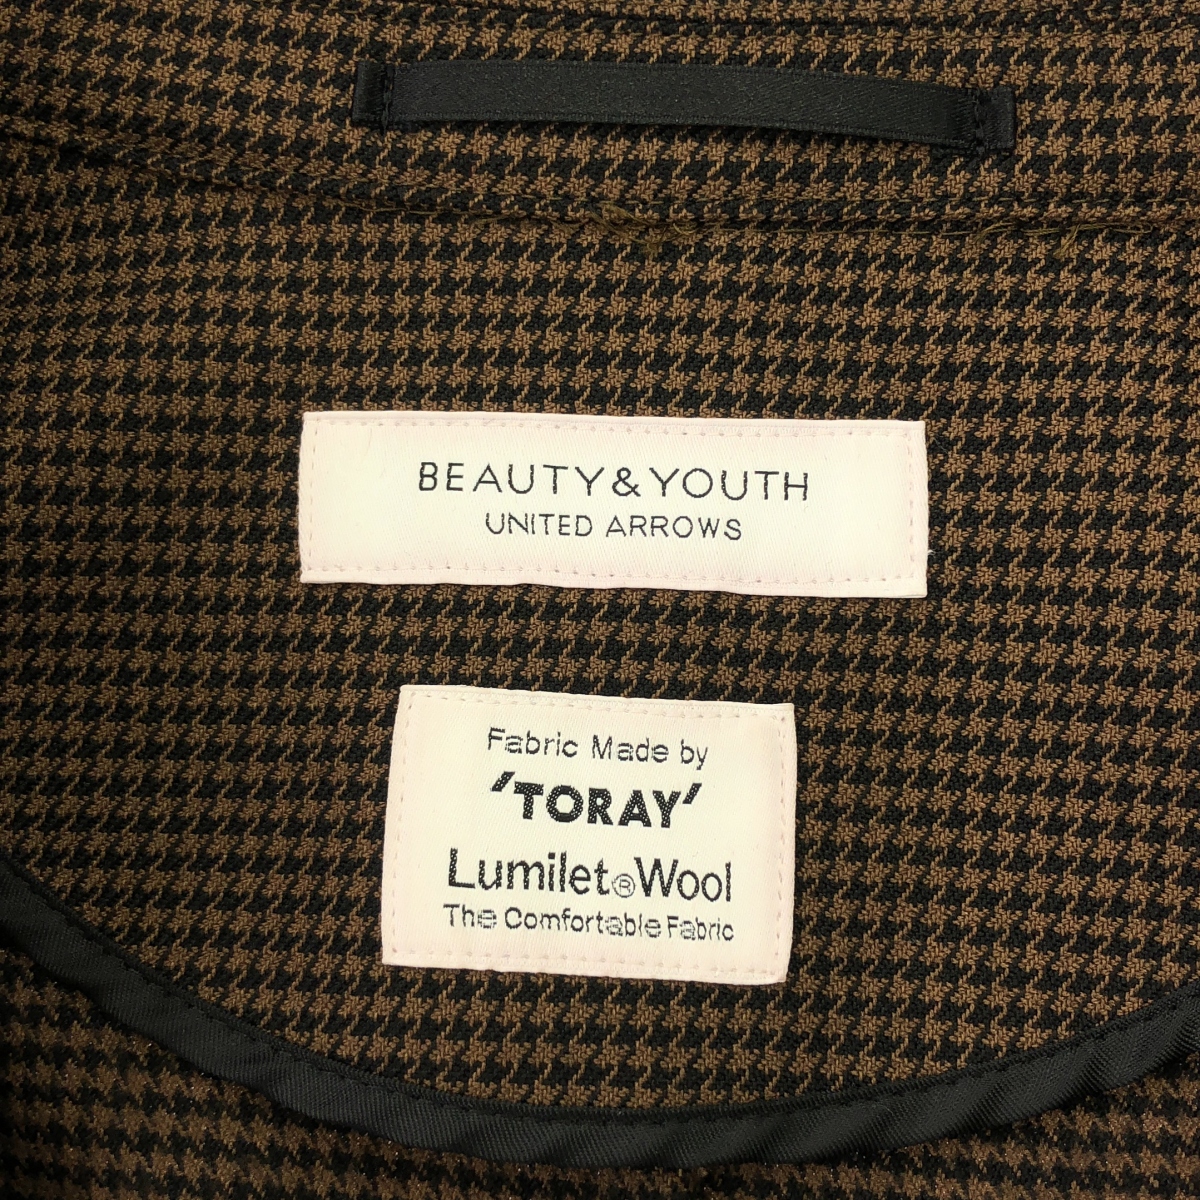 BEAUTY&YOUTH
UNITED ARROWS
Fabric Made by
'TORAY'
Lumilet®Wool
The Comfortable Fabric